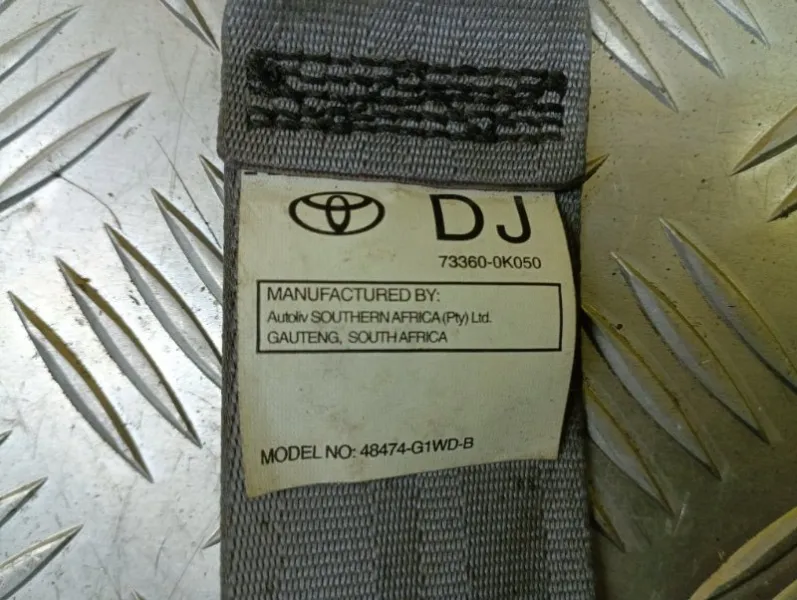 DJ
73360-0K050
MANUFACTURED BY:
Autoliv SOUTHERN AFRICA (Pty) Ltd.
GAUTENG, SOUTH AFRICA
MODEL NO: 48474-G1WD-B